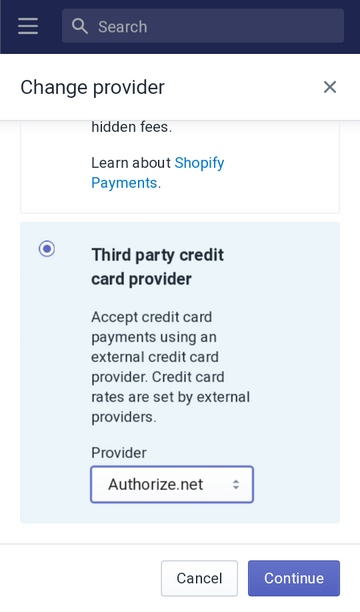 Search
Change provider
hidden fees.
Learn about Shopify
Payments.
Third party credit
card provider
Accept credit card
payments using an
external credit card
provider. Credit card
rates are set by external
providers.
Provider
Authorize.net
Cancel
Continue